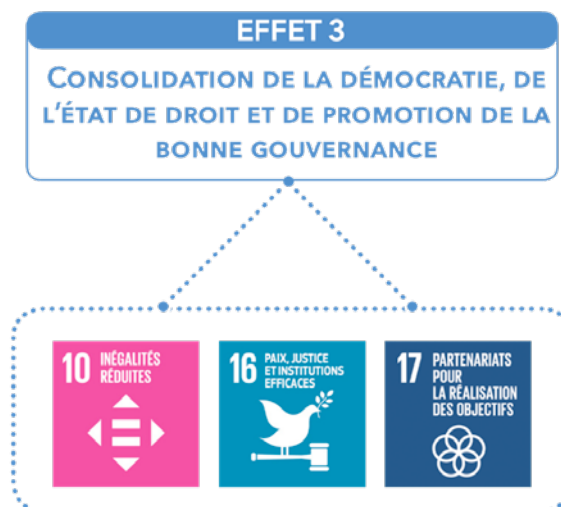 EFFET 3
CONSOLIDATION DE LA DÉMOCRATIE, DE
L'ÉTAT DE DROIT ET DE PROMOTION DE LA
BONNE GOUVERNANCE
10 INÉGALITÉS
RÉDUITES
16 PAIX, JUSTICE
ET INSTITUTIONS
EFFICACES
17 PARTENARIATS
POUR
LA RÉALISATION
DES OBJECTIFS